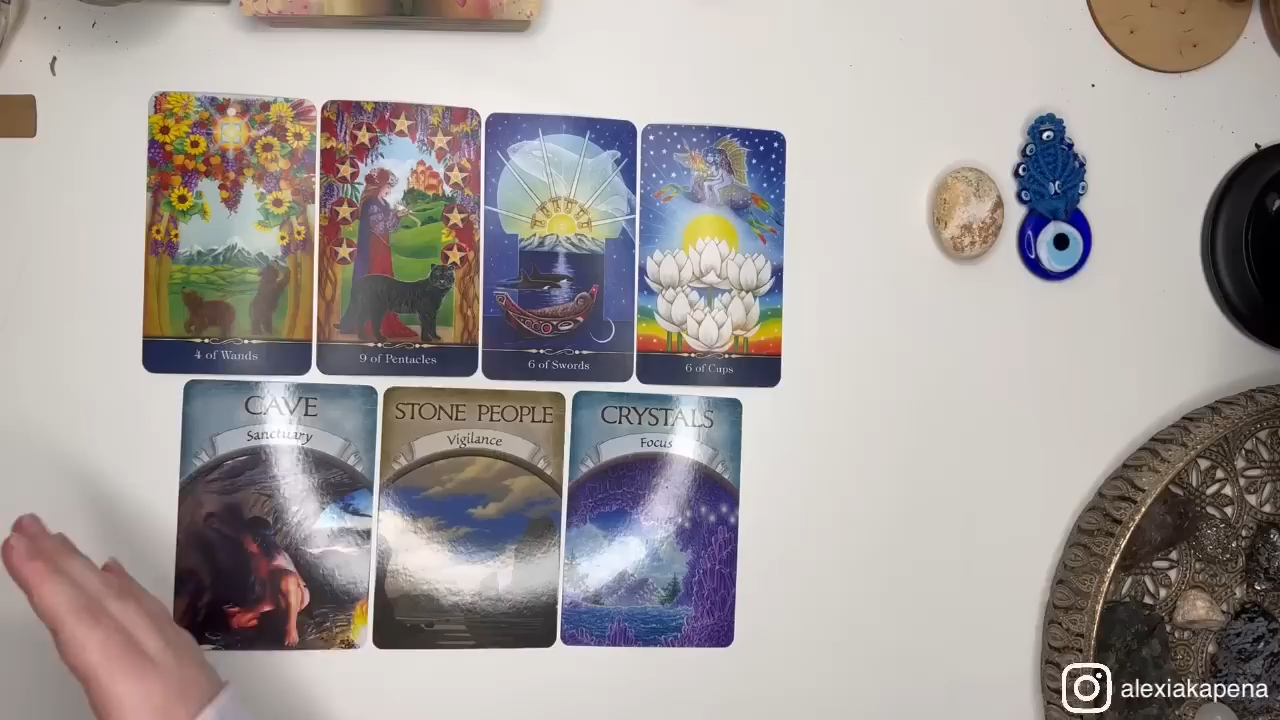 4 of Wands
9 of Pentacles
6 of Swords
6 of Cups
CAVE
Sanctuary
STONE PEOPLE
Vigilance
CRYSTALS
Focus
alexiakapena